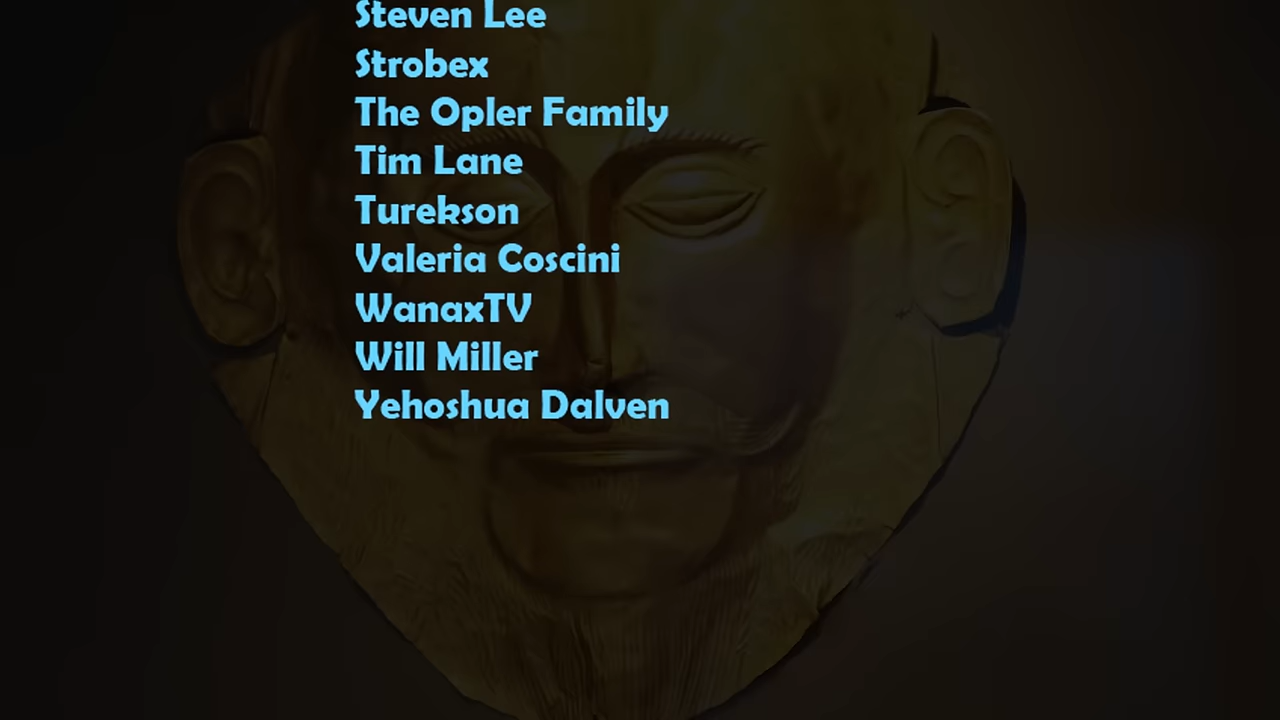 Steven Lee
Strobex
The Opler Family
Tim Lane
Turekson
Valeria Coscini
WanaxTV
Will Miller
Yehoshua Dalven